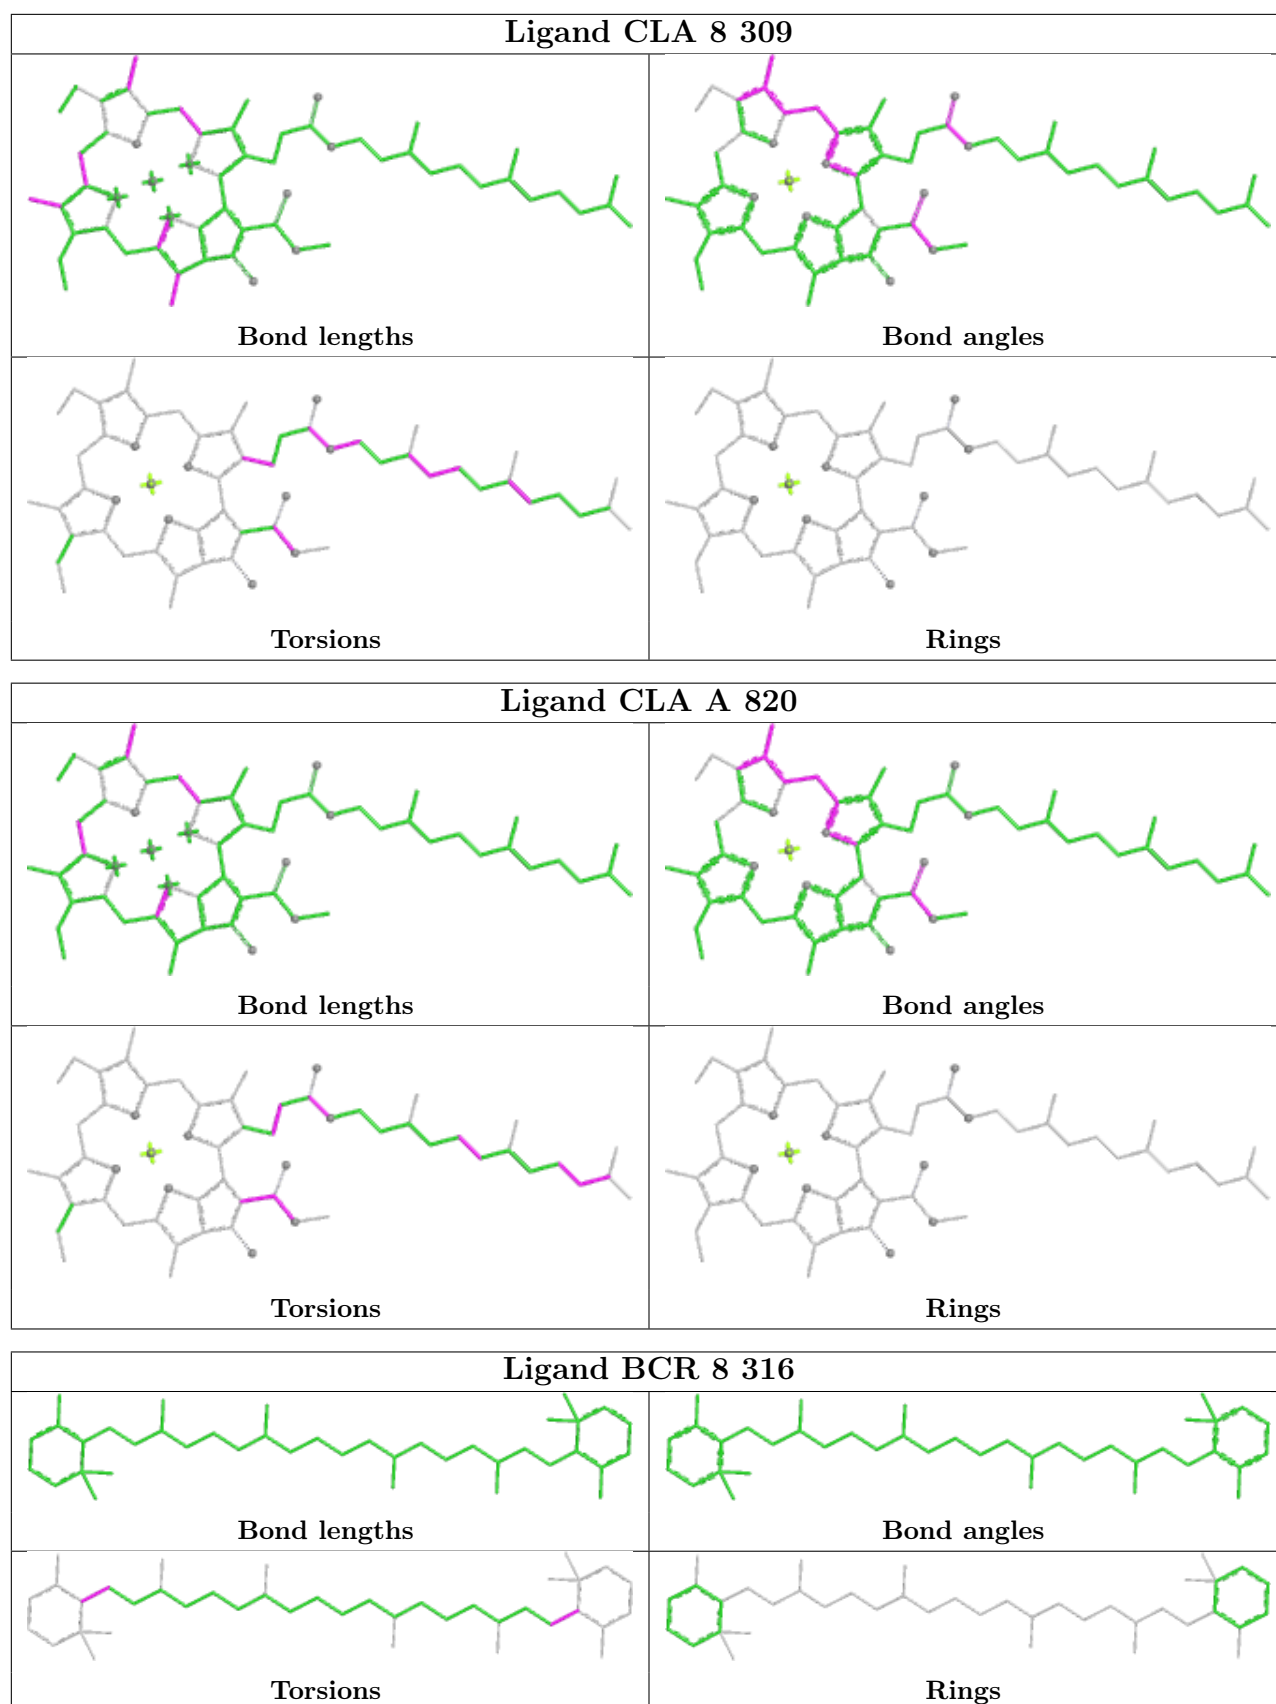 Ligand CLA 8 309
Bond lengths
Bond angles
Torsions
Rings
Ligand CLA A 820
Bond lengths
Bond angles
Torsions
Rings
Ligand BCR 8 316
Bond lengths
Bond angles
Torsions
Rings